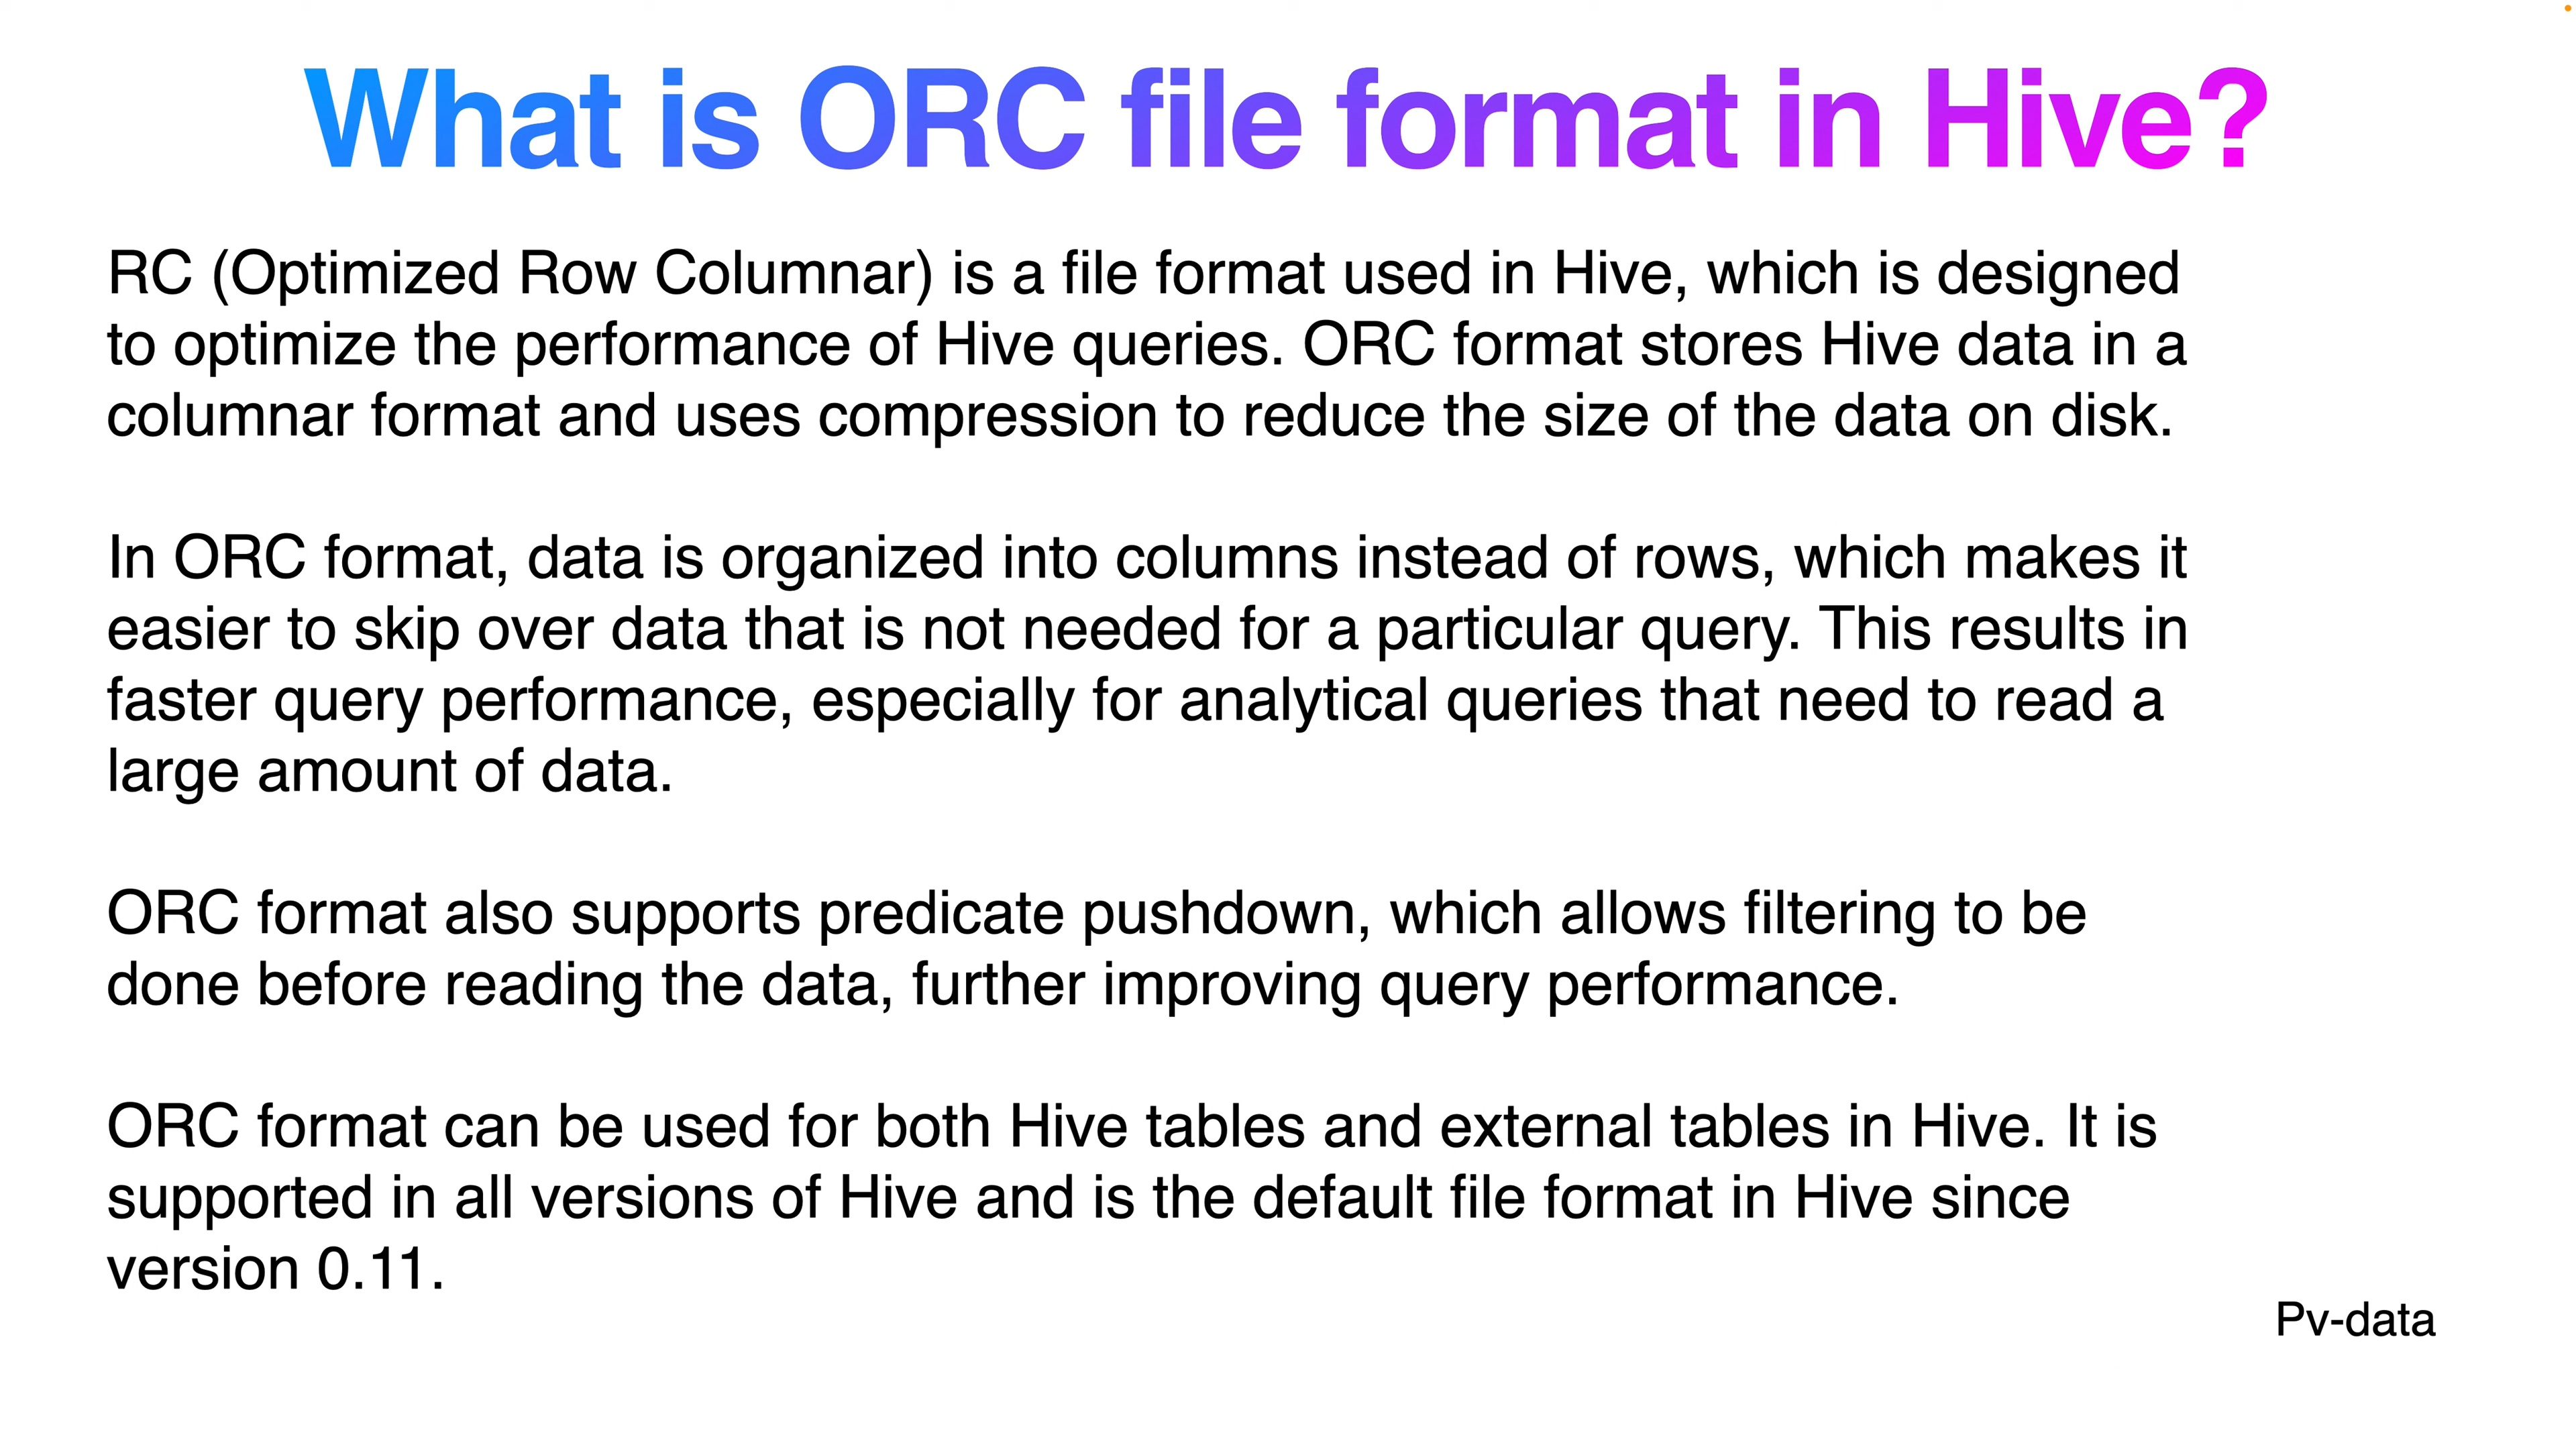 What is ORC file format in Hive?
RC (Optimized Row Columnar) is a file format used in Hive, which is designed
to optimize the performance of Hive queries. ORC format stores Hive data in a
columnar format and uses compression to reduce the size of the data on disk.
In ORC format, data is organized into columns instead of rows, which makes it
easier to skip over data that is not needed for a particular query. This results in
faster query performance, especially for analytical queries that need to read a
large amount of data.
ORC format also supports predicate pushdown, which allows filtering to be
done before reading the data, further improving query performance.
ORC format can be used for both Hive tables and external tables in Hive. It is
supported in all versions of Hive and is the default file format in Hive since
version 0.11.
Pv-data